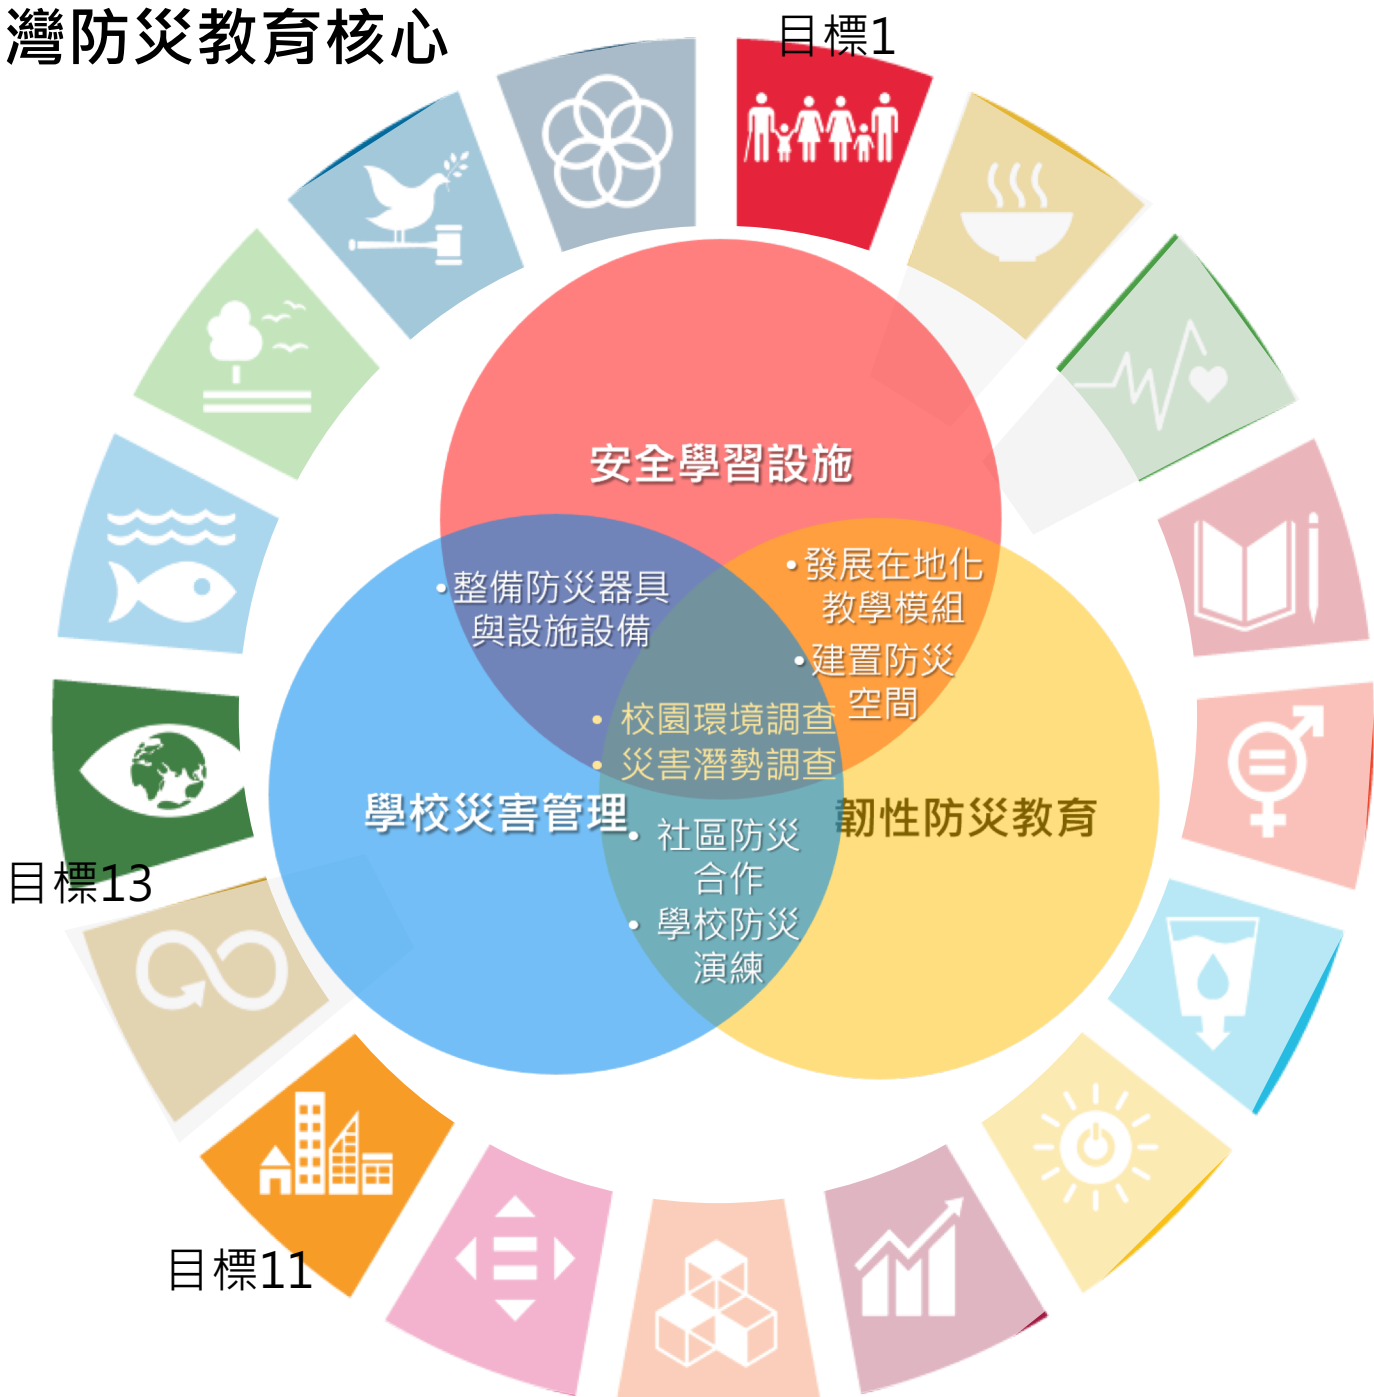 灣防災教育核心
目標1
安全學習設施
•整備防災器具
與設施設備
•發展在地化
教學模組
•建置防災
空間
• 校園環境調查
• 災害潛勢調查
學校災害管理
韌性防災教育
• 社區防災
合作
• 學校防災
演練
目標13
目標11